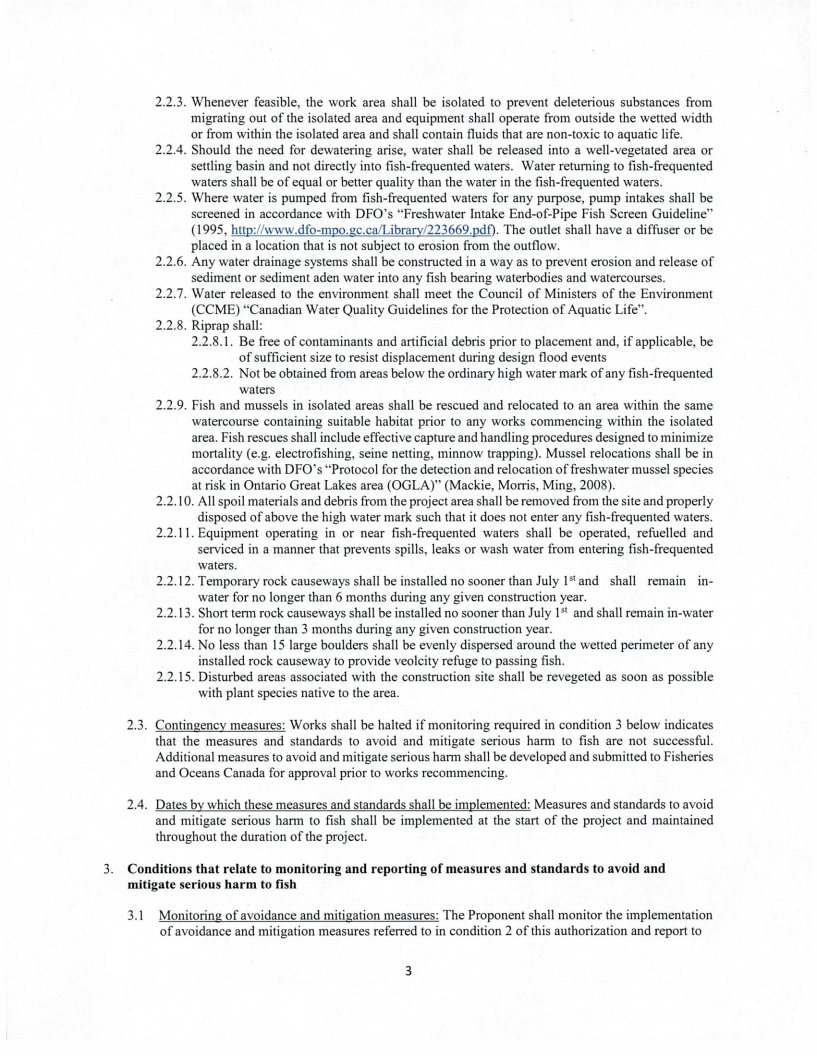 2.2.3. Whenever feasible, the work area shall be isolated to prevent deleterious substances from
migrating out of the isolated area and equipment shall operate from outside the wetted width
or from within the isolated area and shall contain fluids that are non-toxic to aquatic life.
2.2.4. Should the need for dewatering arise, water shall be released into a well-vegetated area or
settling basin and not directly into fish-frequented waters. Water returning to fish-frequented
waters shall be of equal or better quality than the water in the fish-frequented waters.
2.2.5. Where water is pumped from fish-frequented waters for any purpose, pump intakes shall be
screened in accordance with DFO's “Freshwater Intake End-of-Pipe Fish Screen Guideline”
(1995, http://www.dfo-mpo.gc.ca/Library/223669.pdf). The outlet shall have a diffuser or be
placed in a location that is not subject to erosion from the outflow.
2.2.6. Any water drainage systems shall be constructed in a way as to prevent erosion and release of
sediment or sediment aden water into any fish bearing waterbodies and watercourses.
2.2.7. Water released to the environment shall meet the Council of Ministers of the Environment
(CCME) “Canadian Water Quality Guidelines for the Protection of Aquatic Life”.
2.2.8. Riprap shall:
2.2.8.1. Be free of contaminants and artificial debris prior to placement and, if applicable, be
of sufficient size to resist displacement during design flood events
2.2.8.2. Not be obtained from areas below the ordinary high water mark of any fish-frequented
waters
2.2.9. Fish and mussels in isolated areas shall be rescued and relocated to an area within the same
watercourse containing suitable habitat prior to any works commencing within the isolated
area. Fish rescues shall include effective capture and handling procedures designed to minimize
mortality (e.g. electrofishing, seine netting, minnow trapping). Mussel relocations shall be in
accordance with DFO's “Protocol for the detection and relocation of freshwater mussel species
at risk in Ontario Great Lakes area (OGLA)” (Mackie, Morris, Ming, 2008).
2.2.10. All spoil materials and debris from the project area shall be removed from the site and properly
disposed of above the high water mark such that it does not enter any fish-frequented waters.
2.2.11. Equipment operating in or near fish-frequented waters shall be operated, refuelled and
serviced in a manner that prevents spills, leaks or wash water from entering fish-frequented
waters.
2.2.12. Temporary rock causeways shall be installed no sooner than July 1st and shall remain in-
water for no longer than 6 months during any given construction year.
2.2.13. Short term rock causeways shall be installed no sooner than July 1st and shall remain in-water
for no longer than 3 months during any given construction year.
2.2.14. No less than 15 large boulders shall be evenly dispersed around the wetted perimeter of any
installed rock causeway to provide veolcity refuge to passing fish.
2.2.15. Disturbed areas associated with the construction site shall be revegeted as soon as possible
with plant species native to the area.
2.3. Contingency measures: Works shall be halted if monitoring required in condition 3 below indicates
that the measures and standards to avoid and mitigate serious harm to fish are not successful.
Additional measures to avoid and mitigate serious harm shall be developed and submitted to Fisheries
and Oceans Canada for approval prior to works recommencing.
2.4. Dates by which these measures and standards shall be implemented: Measures and standards to avoid
and mitigate serious harm to fish shall be implemented at the start of the project and maintained
throughout the duration of the project.
3. Conditions that relate to monitoring and reporting of measures and standards to avoid and
mitigate serious harm to fish
3.1 Monitoring of avoidance and mitigation measures: The Proponent shall monitor the implementation
of avoidance and mitigation measures referred to in condition 2 of this authorization and report to
3